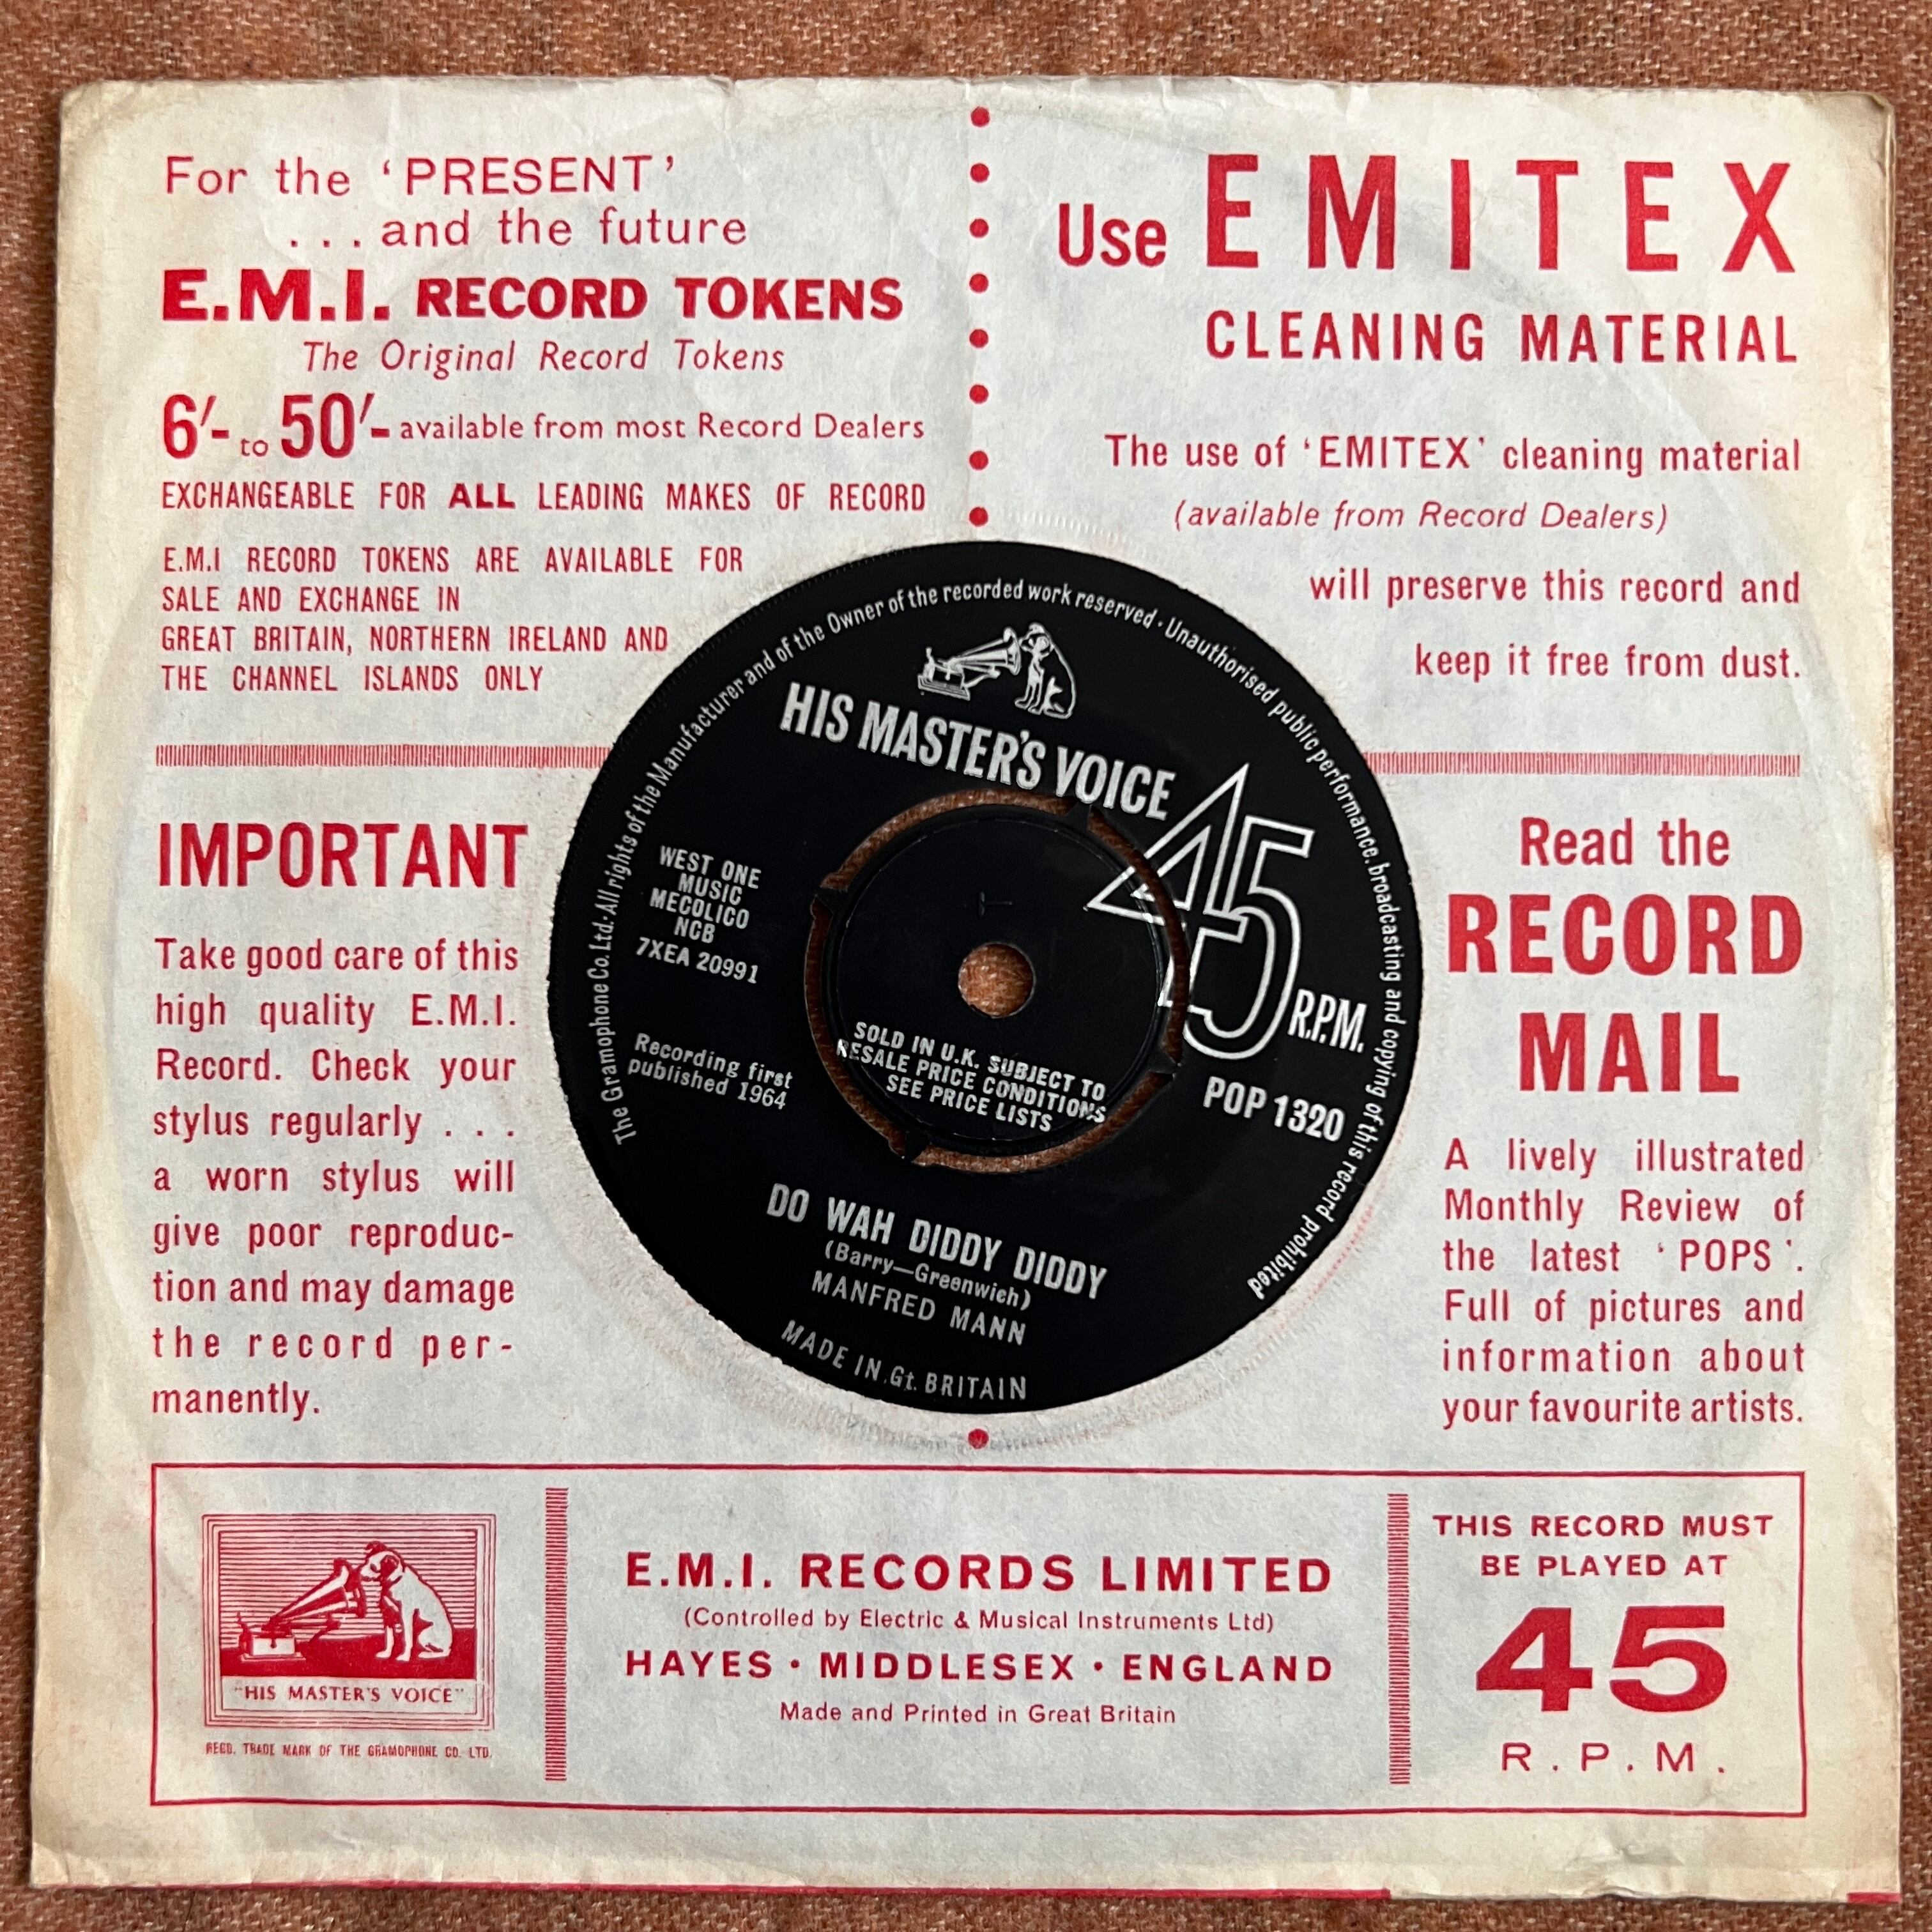 For the ‘PRESENT’
. . . and the future
E.M.I. RECORD TOKENS
The Original Record Tokens
6/- to 50/- available from most Record Dealers
EXCHANGEABLE FOR ALL LEADING MAKES OF RECORD
E.M.I RECORD TOKENS ARE AVAILABLE FOR
SALE AND EXCHANGE IN
GREAT BRITAIN, NORTHERN IRELAND AND
THE CHANNEL ISLANDS ONLY
Use EMITEX
CLEANING MATERIAL
The use of ‘EMITEX’ cleaning material
(available from Record Dealers)
will preserve this record and
keep it free from dust.
The Gramophone Co. Ltd. All rights of the Manufacturer and of the Owner of the recorded work reserved · Unauthorised public performance, broadcasting and copying of this record prohibited
HIS MASTER'S VOICE
45
R.P.M.
WEST ONE
MUSIC
MECOLICO
NCB
7XEA 20991
Recording first
published 1964
SOLD IN U.K. SUBJECT TO
RESALE PRICE CONDITIONS
SEE PRICE LISTS
POP 1320
DO WAH DIDDY DIDDY
(Barry—Greenwich)
MANFRED MANN
MADE IN Gt. BRITAIN
IMPORTANT
Take good care of this
high quality E.M.I.
Record. Check your
stylus regularly . . .
a worn stylus will
give poor reproduc-
tion and may damage
the record per-
manently.
Read the
RECORD
MAIL
A lively illustrated
Monthly Review of
the latest ‘POPS’.
Full of pictures and
information about
your favourite artists.
"HIS MASTER'S VOICE"
REGD. TRADE MARK OF THE GRAMOPHONE CO. LTD.
E.M.I. RECORDS LIMITED
(Controlled by Electric & Musical Instruments Ltd)
HAYES · MIDDLESEX · ENGLAND
Made and Printed in Great Britain
THIS RECORD MUST
BE PLAYED AT
45
R.P.M.